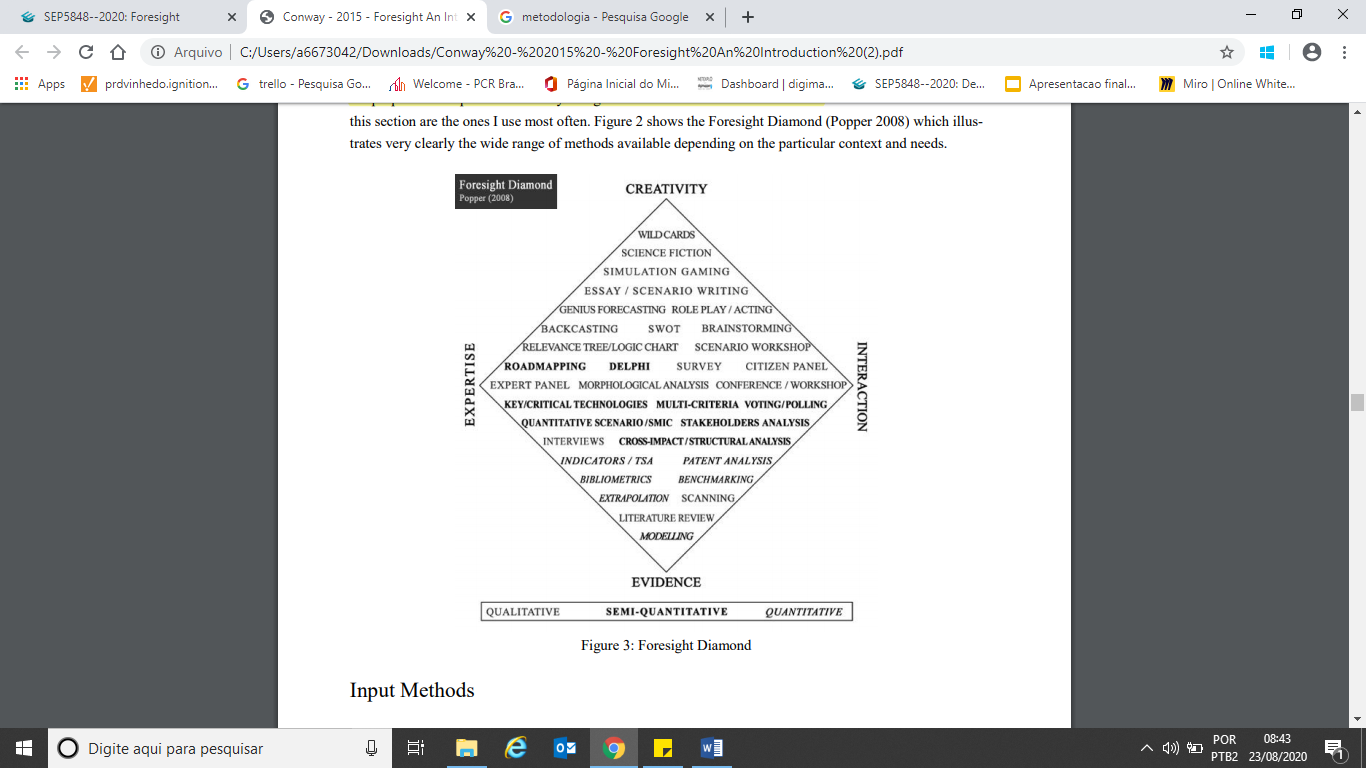 SEP5848--2020: Foresight
Conway - 2015 - Foresight An Int
metodologia - Pesquisa Google
Arquivo
C:/Users/a6673042/Downloads/Conway%20-%202015%20-%20Foresight%20An%20Introduction%20(2).pdf
Apps
prdvinhedo.ignition...
trello - Pesquisa Go...
Welcome - PCR Bra...
Página Inicial do Mi...
Dashboard | digima...
SEP5848--2020: De...
Apresentacao final...
Miro | Online White...
this section are the ones I use most often. Figure 2 shows the Foresight Diamond (Popper 2008) which illus-
trates very clearly the wide range of methods available depending on the particular context and needs.
Foresight Diamond
Popper (2008)
CREATIVITY
WILD CARDS
SCIENCE FICTION
SIMULATION GAMING
ESSAY / SCENARIO WRITING
GENIUS FORECASTING ROLE PLAY / ACTING
BACKCASTING SWOT BRAINSTORMING
RELEVANCE TREE/LOGIC CHART SCENARIO WORKSHOP
ROADMAPPING DELPHI SURVEY CITIZEN PANEL
EXPERTISE
EXPERT PANEL MORPHOLOGICAL ANALYSIS CONFERENCE / WORKSHOP
INTERACTION
KEY/CRITICAL TECHNOLOGIES MULTI-CRITERIA VOTING/POLLING
QUANTITATIVE SCENARIO/SMIC STAKEHOLDERS ANALYSIS
INTERVIEWS CROSS-IMPACT / STRUCTURAL ANALYSIS
INDICATORS / TSA PATENT ANALYSIS
BIBLIOMETRICS BENCHMARKING
EXTRAPOLATION SCANNING
LITERATURE REVIEW
MODELLING
EVIDENCE
QUALITATIVE SEMI-QUANTITATIVE QUANTITATIVE
Figure 3: Foresight Diamond
Input Methods
Digite aqui para pesquisar
POR
PTB2
08:43
23/08/2020
1